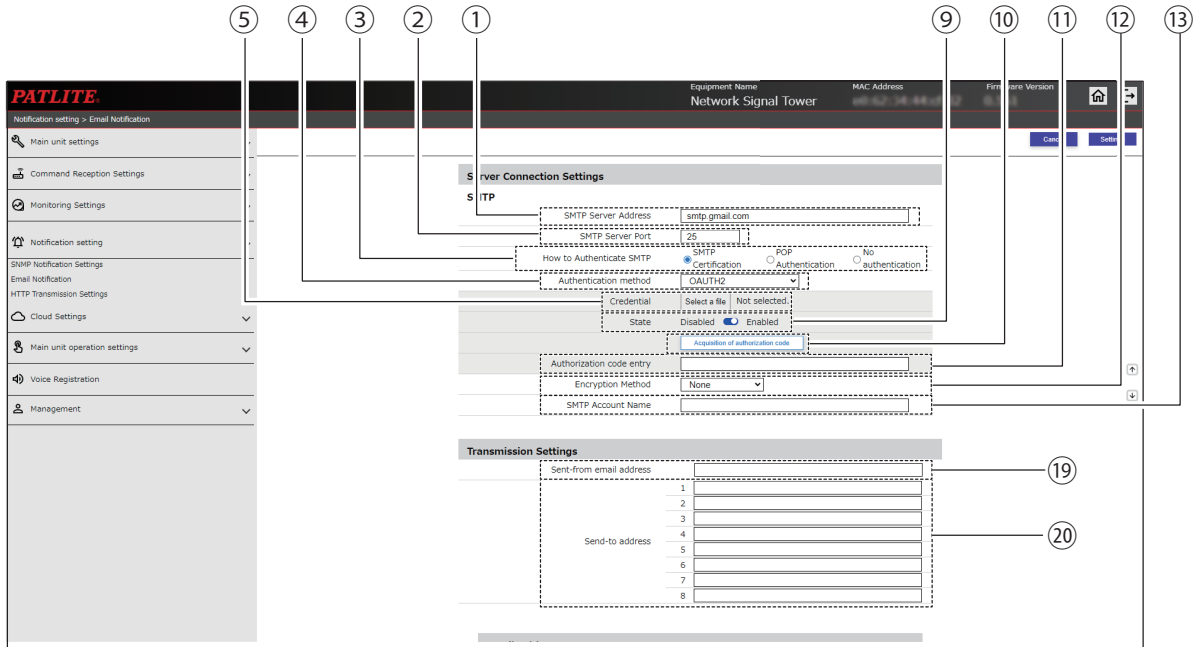 ⑤ ④ ③ ② ① ⑨ ⑩ ⑪ ⑫ ⑬
PATLITE
Equipment Name
Network Signal Tower
MAC Address
Firmware Version
Notification setting > Email Notification
Main unit settings
Command Reception Settings
Monitoring Settings
Notification setting
SNMP Notification Settings
Email Notification
HTTP Transmission Settings
Cloud Settings
Main unit operation settings
Voice Registration
Management
Cancel Setting
Server Connection Settings
SMTP
SMTP Server Address smtp.gmail.com
SMTP Server Port 25
How to Authenticate SMTP SMTP Certification POP Authentication No authentication
Authentication method OAUTH2
Credential Select a file Not selected.
State Disabled Enabled
Acquisition of authorization code
Authorization code entry
Encryption Method None
SMTP Account Name
Transmission Settings
Sent-from email address
⑲
Send-to address
1
2
3
4
5
6
7
8
⑳